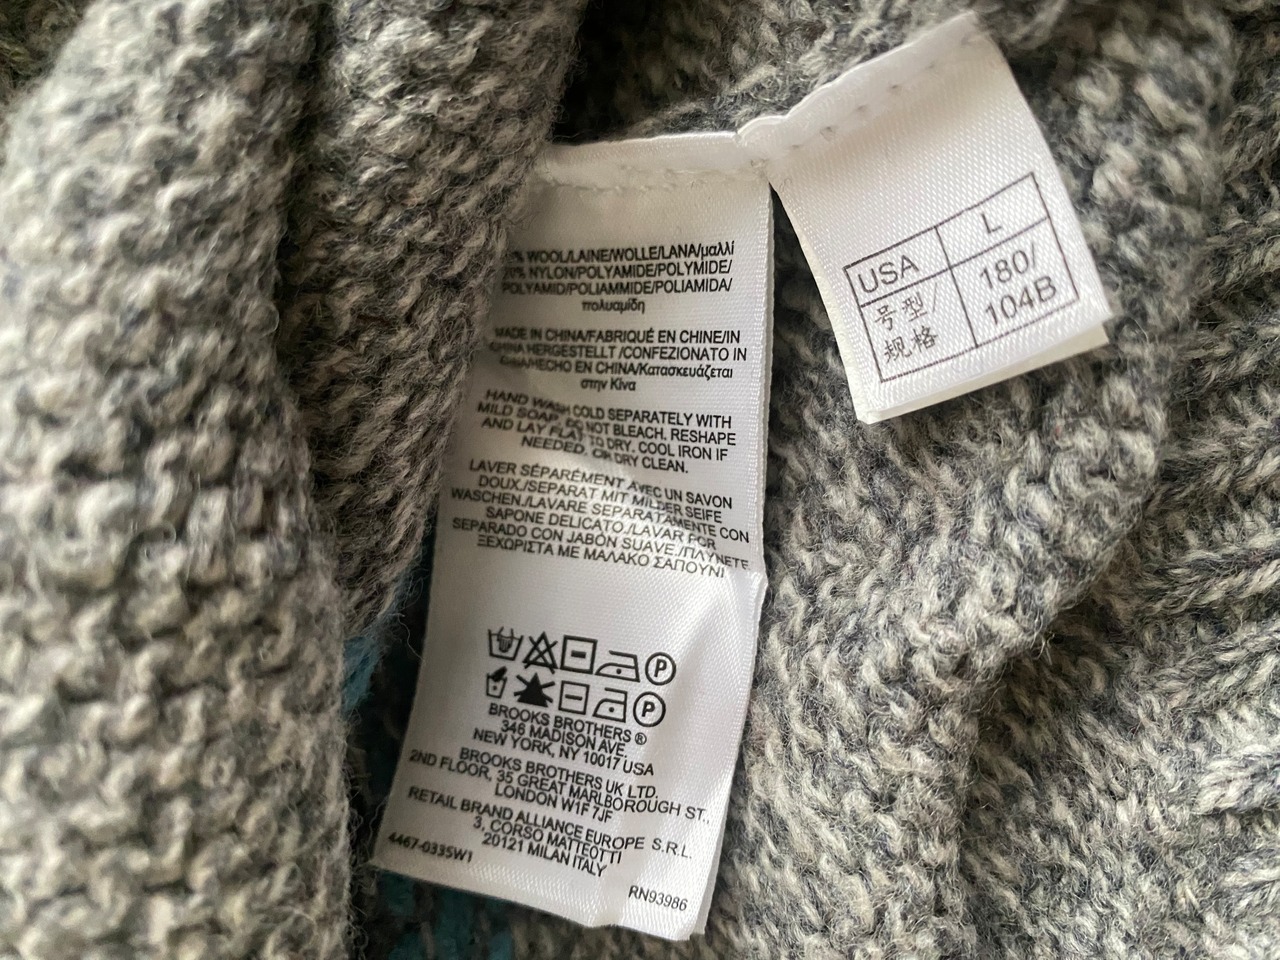 % WOOL/LAINE/WOLLE/LANA/μαλλί
NYLON/POLYAMIDE/POLYMIDE/
POLYAMID/POLIAMMIDE/POLIAMIDA/
πολυαμίδη
MADE IN CHINA/FABRIQUÉ EN CHINE/IN
CHINA HERGESTELLT /CONFEZIONATO IN
CINA/HECHO EN CHINA/Κατασκευάζεται
στην Κίνα
HAND WASH COLD SEPARATELY WITH
MILD SOAP. DO NOT BLEACH. RESHAPE
AND LAY FLAT TO DRY. COOL IRON IF
NEEDED. OR DRY CLEAN.
LAVER SÉPARÉMENT AVEC UN SAVON
DOUX./SEPARAT MIT MILDER SEIFE
WASCHEN./LAVARE SEPARATAMENTE CON
SAPONE DELICATO./LAVAR POR
SEPARADO CON JABÓN SUAVE./ΠΛΥΝΕΤΕ
ΞΕΧΩΡΙΣΤΑ ΜΕ ΜΑΛΑΚΟ ΣΑΠΟΥΝΙ
P
P
BROOKS BROTHERS®
346 MADISON AVE.
NEW YORK, NY 10017 USA
BROOKS BROTHERS UK LTD.
2ND FLOOR, 35 GREAT MARLBOROUGH ST.,
LONDON W1F 7JF
RETAIL BRAND ALLIANCE EUROPE S.R.L.
3, CORSO MATTEOTTI
20121 MILAN ITALY
4467-0335W1
RN93986
USA L
号型/ 180/
规格 104B